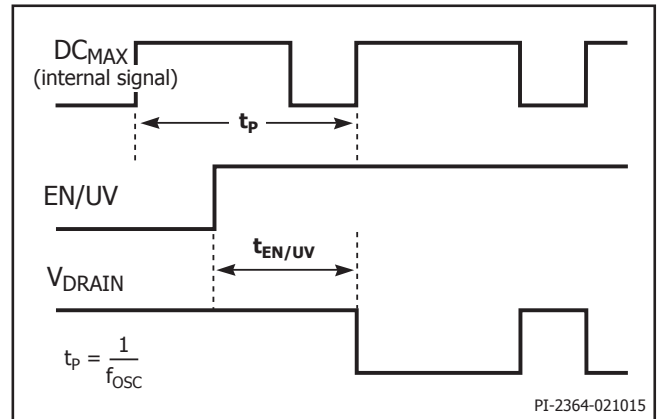 DCMAX
(internal signal)
tP
EN/UV
tEN/UV
VDRAIN
tP = 1/fOSC
PI-2364-021015